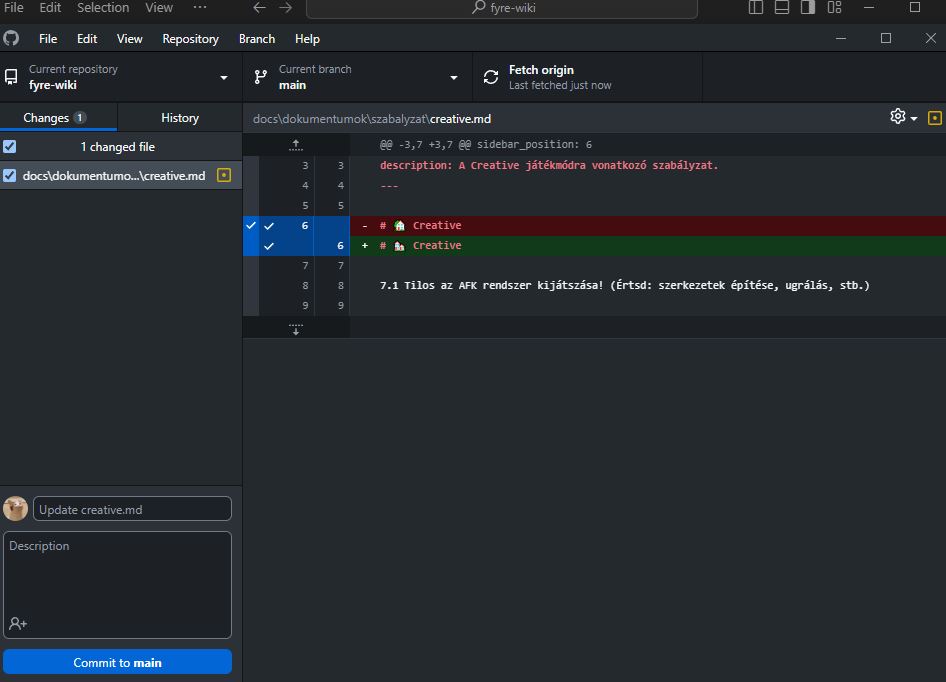 File Edit Selection View ··· fyre-wiki
File Edit View Repository Branch Help
Current repository
fyre-wiki
Current branch
main
Fetch origin
Last fetched just now
Changes 1 History
1 changed file
docs\dokumentumo...\creative.md
docs\dokumentumok\szabalyzat\creative.md
@@ -3,7 +3,7 @@ sidebar_position: 6
3 3 description: A Creative játékmódra vonatkozó szabályzat.
4 4 ---
5 5
6 - # 🏠 Creative
6 + # 🏘 Creative
7 7
8 8 7.1 Tilos az AFK rendszer kijátszása! (Értsd: szerkezetek építése, ugrálás, stb.)
9 9
Update creative.md
Description
Commit to main